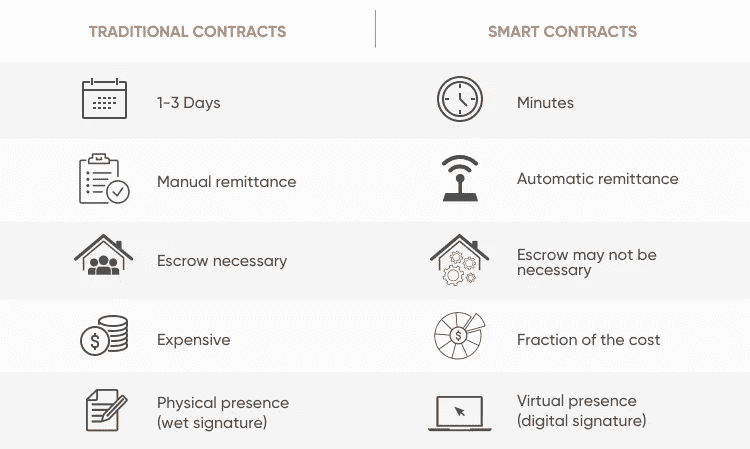 TRADITIONAL CONTRACTS
SMART CONTRACTS
1-3 Days
Minutes
Manual remittance
Automatic remittance
Escrow necessary
Escrow may not be
necessary
Expensive
Fraction of the cost
Physical presence
(wet signature)
Virtual presence
(digital signature)
$
$